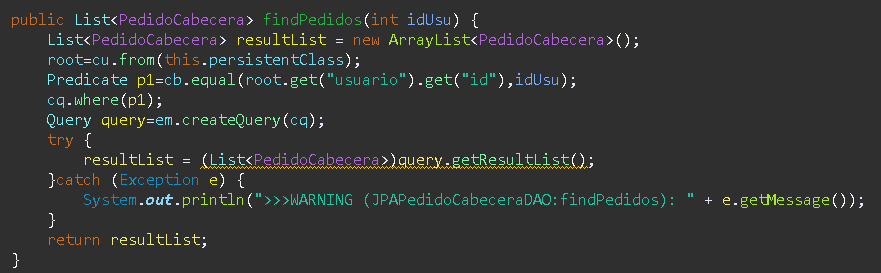 public List<PedidoCabecera> findPedidos(int idUsu) {
    List<PedidoCabecera> resultList = new ArrayList<PedidoCabecera>();
    root=cu.from(this.persistentClass);
    Predicate p1=cb.equal(root.get("usuario").get("id"),idUsu);
    cq.where(p1);
    Query query=em.createQuery(cq);
    try {
        resultList = (List<PedidoCabecera>)query.getResultList();
    }catch (Exception e) {
        System.out.println(">>>WARNING (JPAPedidoCabeceraDAO:findPedidos): " + e.getMessage());
    }
    return resultList;
}